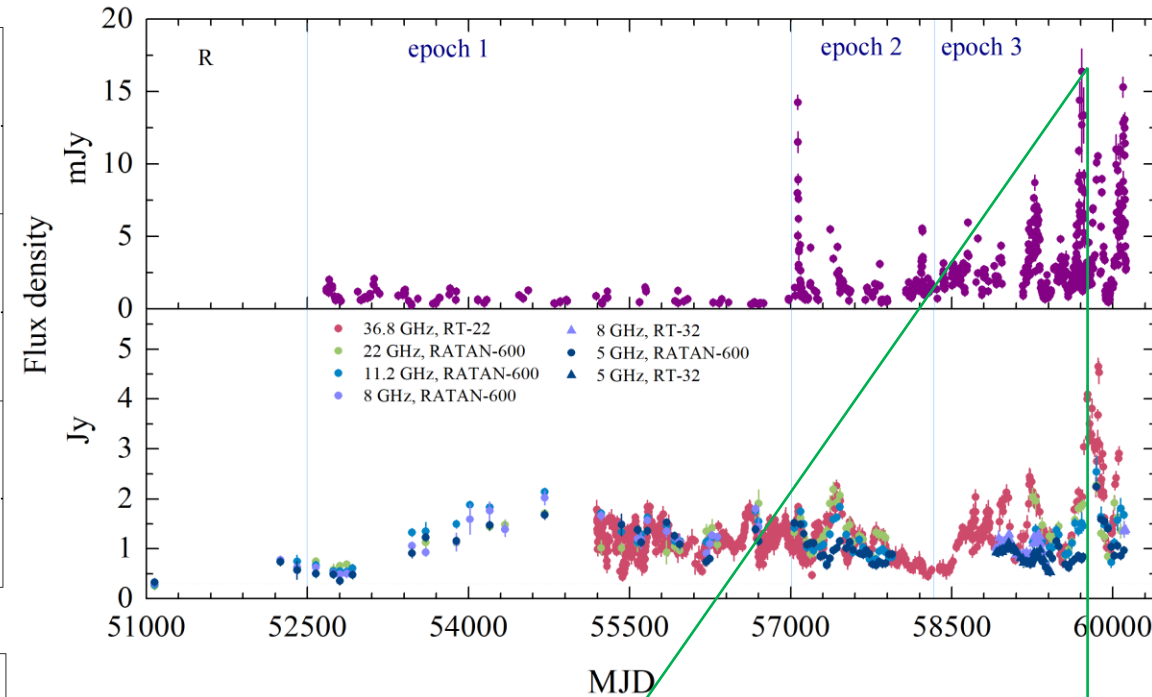 20
15
10
5
0
mJy
R
epoch 1
epoch 2
epoch 3
Flux density
36.8 GHz, RT-22
22 GHz, RATAN-600
11.2 GHz, RATAN-600
8 GHz, RATAN-600
8 GHz, RT-32
5 GHz, RATAN-600
5 GHz, RT-32
5
4
3
2
1
0
Jy
51000 52500 54000 55500 57000 58500 60000
MJD